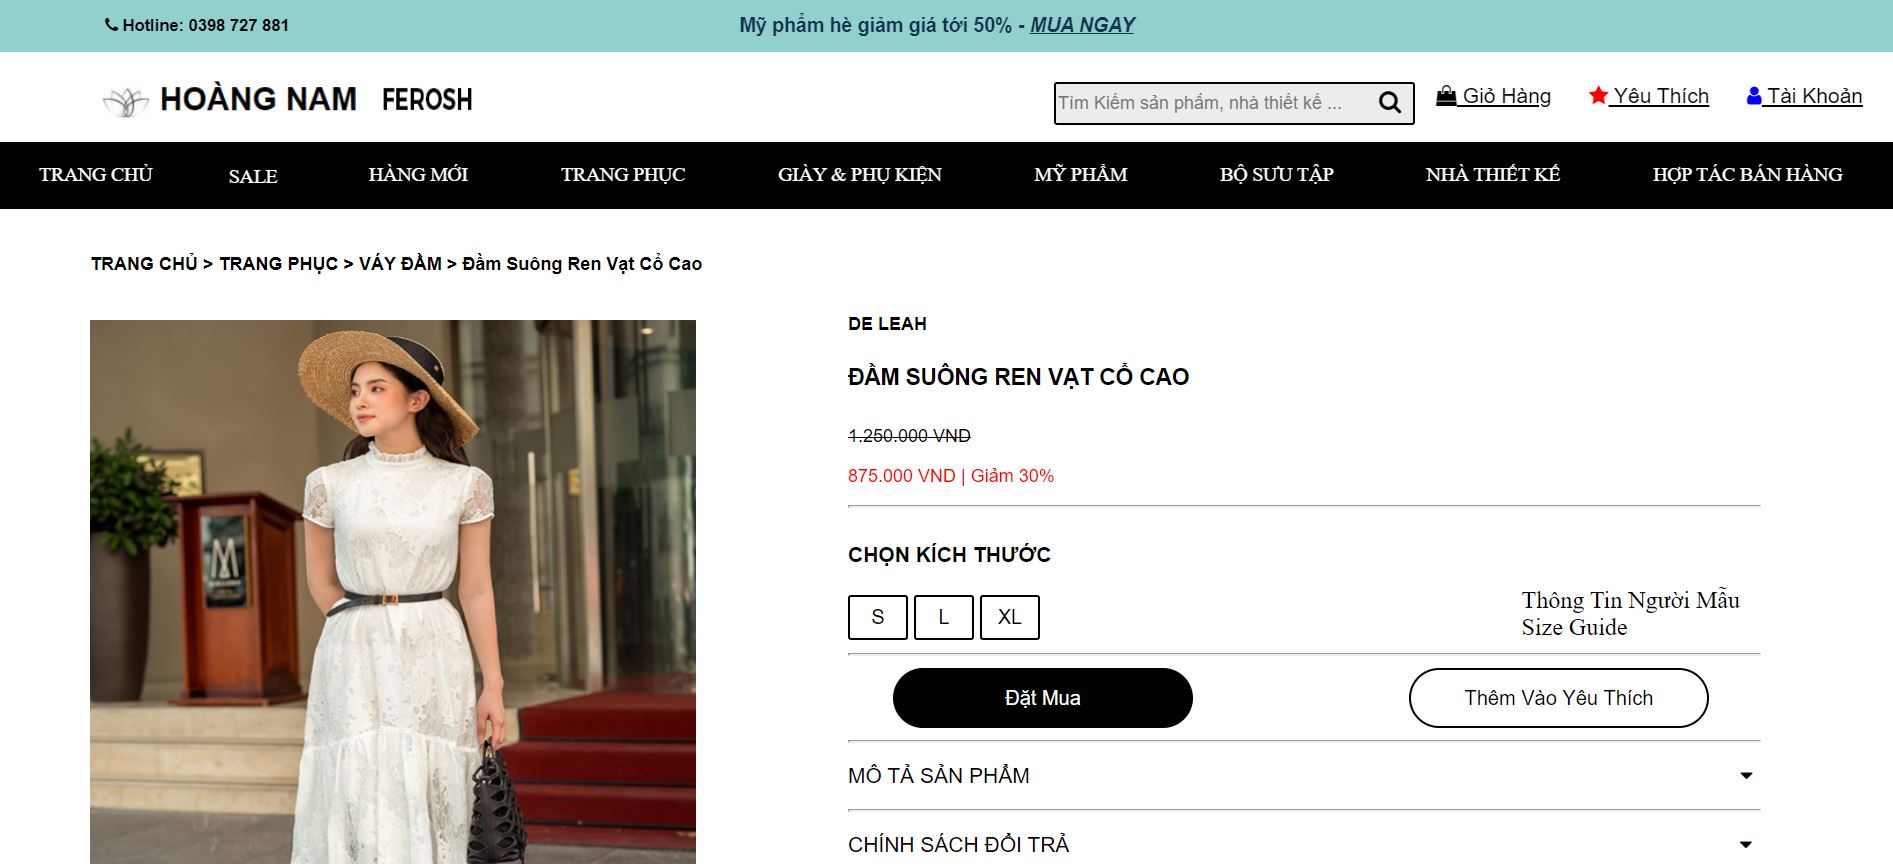 Hotline: 0398 727 881
Mỹ phẩm hè giảm giá tới 50% - MUA NGAY
HOÀNG NAM FEROSH
Tìm Kiếm sản phẩm, nhà thiết kế ...
Giỏ Hàng
Yêu Thích
Tài Khoản
TRANG CHỦ
SALE
HÀNG MỚI
TRANG PHỤC
GIÀY & PHỤ KIỆN
MỸ PHẨM
BỘ SƯU TẬP
NHÀ THIẾT KẾ
HỢP TÁC BÁN HÀNG
TRANG CHỦ > TRANG PHỤC > VÁY ĐẦM > Đầm Suông Ren Vạt Cổ Cao
M
DE LEAH
ĐẦM SUÔNG REN VẠT CỔ CAO
1.250.000 VND
875.000 VND | Giảm 30%
CHỌN KÍCH THƯỚC
S
L
XL
Thông Tin Người Mẫu
Size Guide
Đặt Mua
Thêm Vào Yêu Thích
MÔ TẢ SẢN PHẨM
CHÍNH SÁCH ĐỔI TRẢ